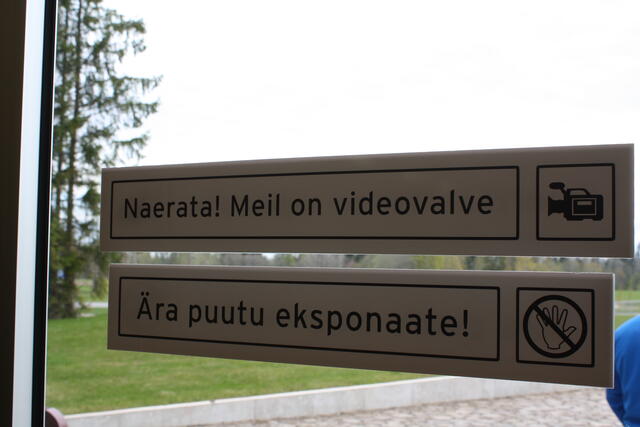 Naerata! Meil on videovalve
Ära puutu eksponaate!